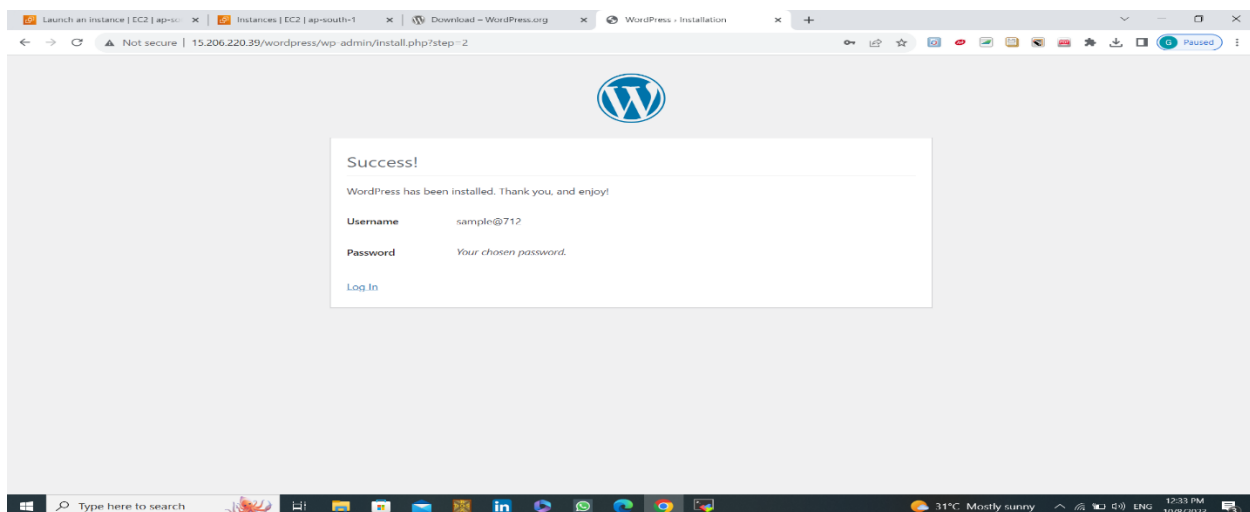 Launch an instance | EC2 | ap-so
Instances | EC2 | ap-south-1
Download – WordPress.org
WordPress › Installation
Not secure | 15.206.220.39/wordpress/wp-admin/install.php?step=2
G Paused
Success!
WordPress has been installed. Thank you, and enjoy!
Username sample@712
Password Your chosen password.
Log In
Type here to search
31°C Mostly sunny
ENG
12:33 PM